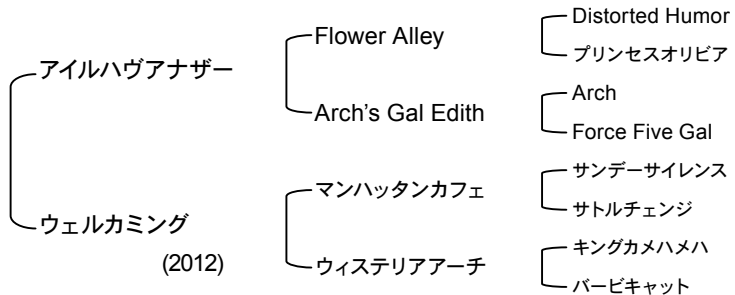 アイルハヴアナザー
Flower Alley
Distorted Humor
プリンセスオリビア
Arch's Gal Edith
Arch
Force Five Gal
ウェルカミング
(2012)
マンハッタンカフェ
サンデーサイレンス
サトルチェンジ
ウィステリアアーチ
キングカメハメハ
バービキャット